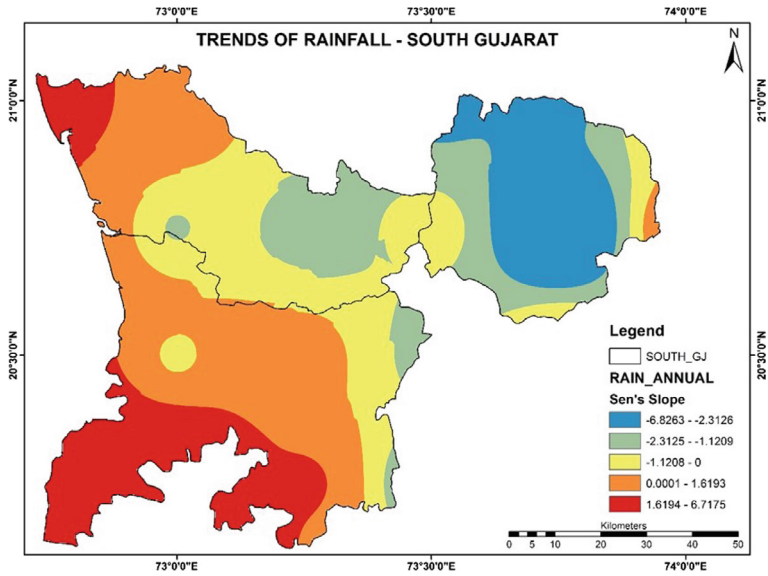 73°0'0"E 73°30'0"E 74°0'0"E
TRENDS OF RAINFALL - SOUTH GUJARAT
N
21°0'0"N 21°0'0"N
20°30'0"N 20°30'0"N
Legend
SOUTH_GJ
RAIN_ANNUAL
Sen's Slope
-6.8263 - -2.3126
-2.3125 - -1.1209
-1.1208 - 0
0.0001 - 1.6193
1.6194 - 6.7175
Kilometers
0 5 10 20 30 40 50
73°0'0"E 73°30'0"E 74°0'0"E